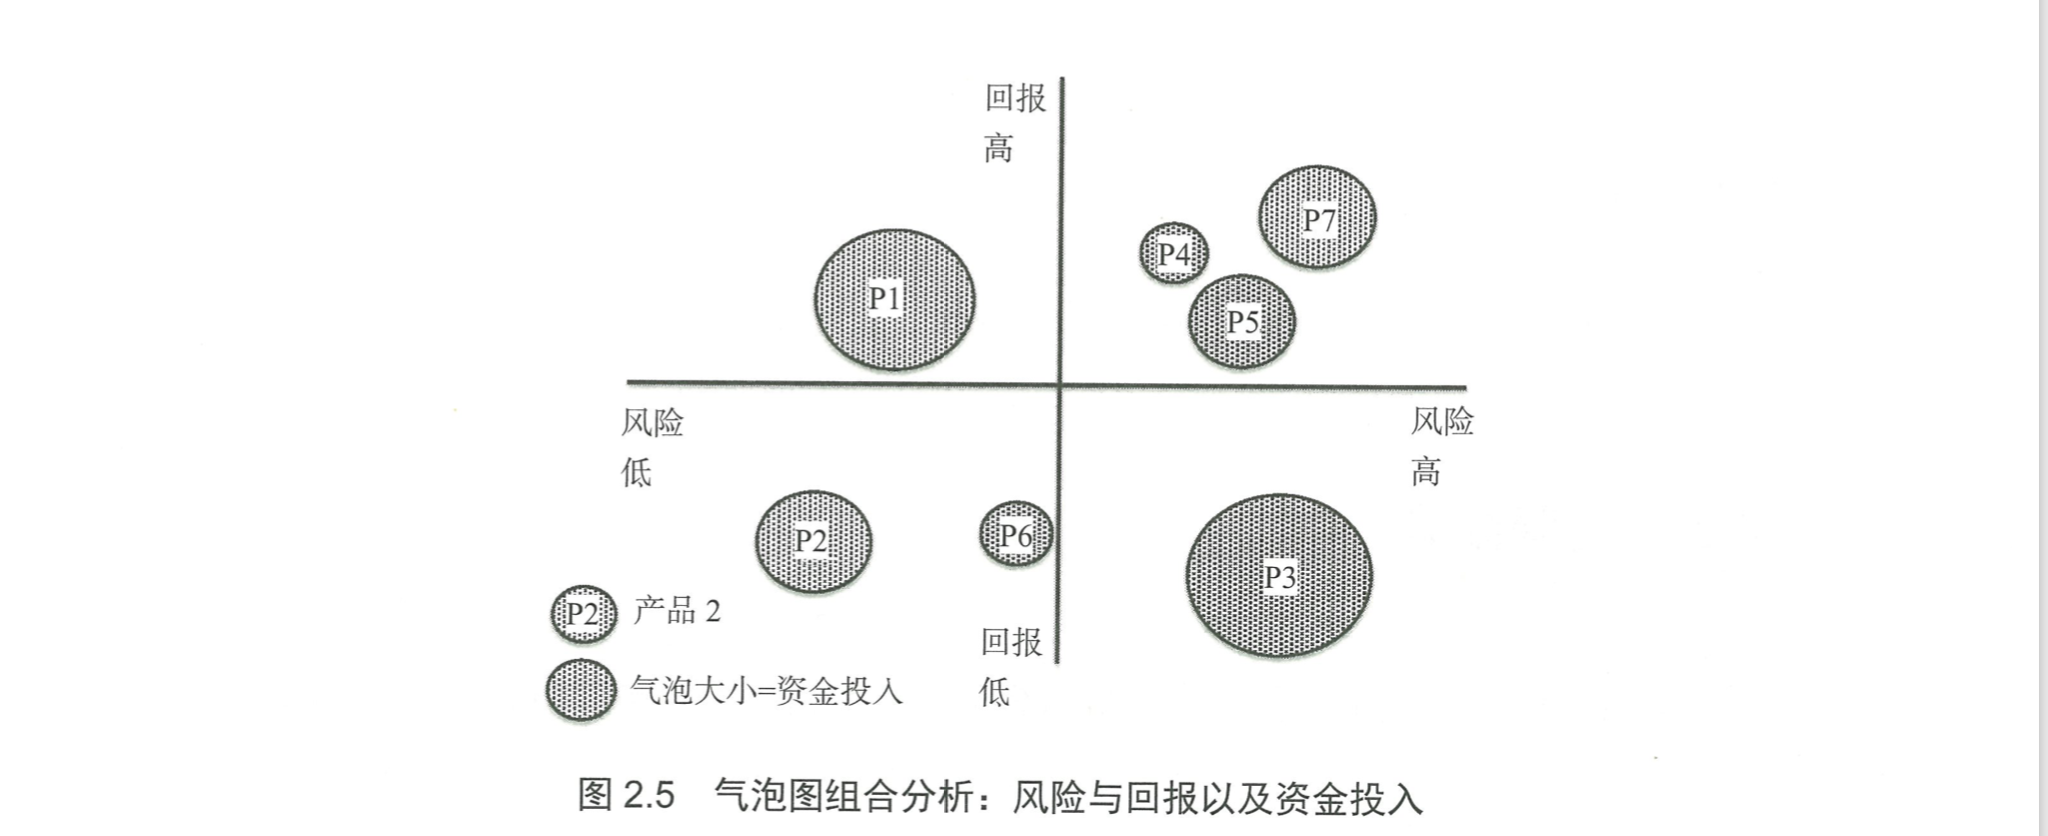 回报
高
P7
P4
P1
P5
风险
低
风险
高
P2
P6
P3
P2 产品 2
回报
低
气泡大小=资金投入
图 2.5 气泡图组合分析：风险与回报以及资金投入